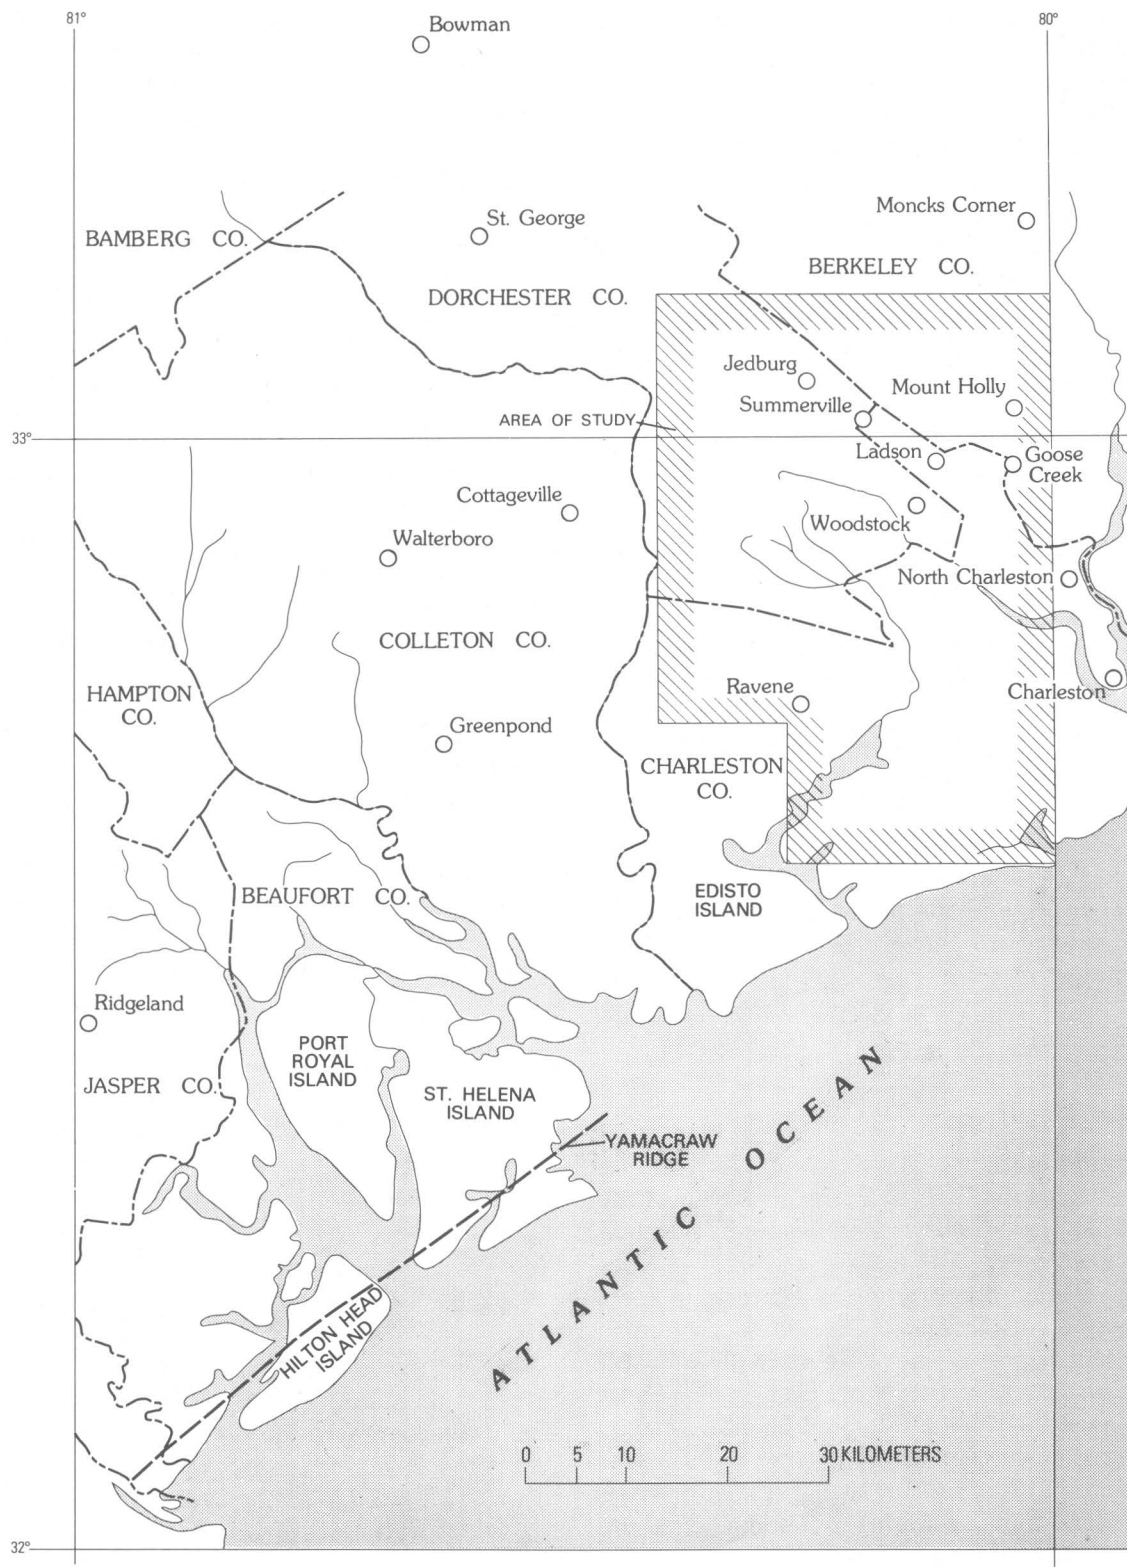 81°
80°
Bowman
Moncks Corner
St. George
BAMBERG CO.
BERKELEY CO.
DORCHESTER CO.
Jedburg
Mount Holly
Summerville
AREA OF STUDY
33°
Ladson
Goose
Creek
Cottageville
Woodstock
Walterboro
North Charleston
COLLETON CO.
HAMPTON
CO.
Ravene
Charleston
Greenpond
CHARLESTON
CO.
BEAUFORT CO.
EDISTO
ISLAND
Ridgeland
PORT
ROYAL
ISLAND
JASPER CO.
ST. HELENA
ISLAND
YAMACRAW
RIDGE
ATLANTIC OCEAN
HILTON HEAD
ISLAND
0 5 10 20 30 KILOMETERS
32°